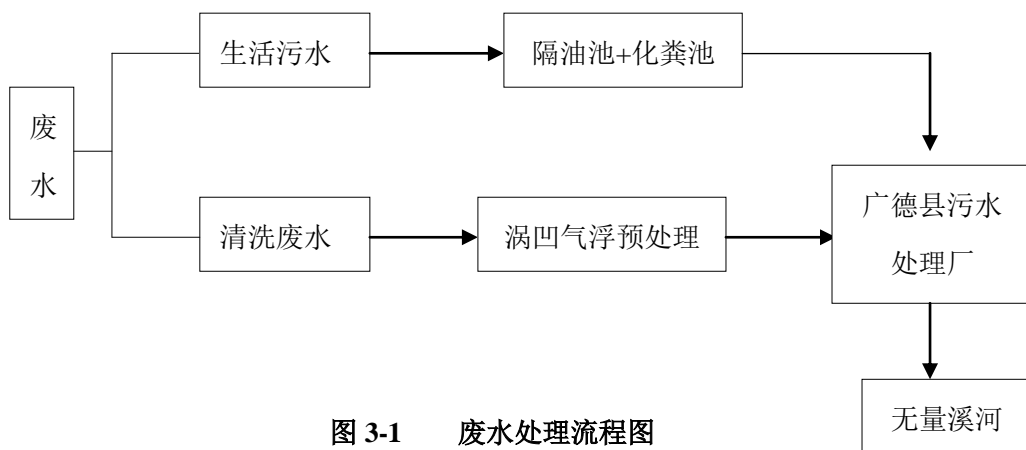 生活污水
隔油池+化粪池
废
水
清洗废水
涡凹气浮预处理
广德县污水
处理厂
无量溪河
图 3-1 废水处理流程图